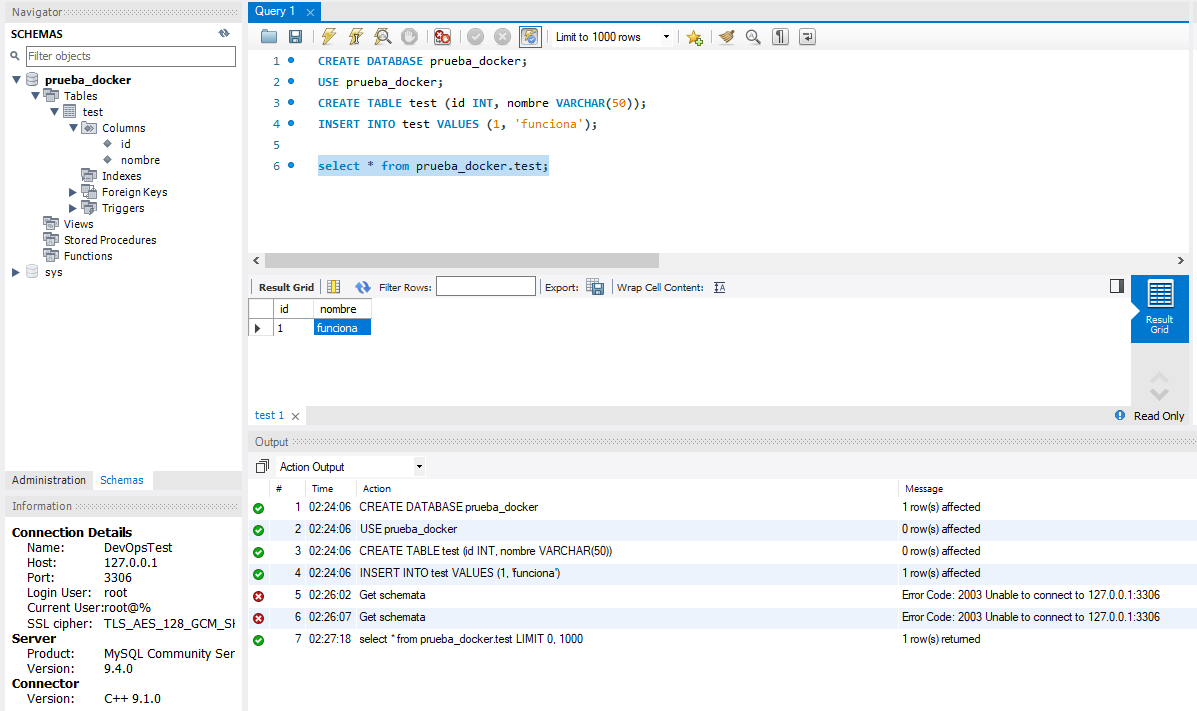 Navigator
SCHEMAS
Filter objects
prueba_docker
Tables
test
Columns
id
nombre
Indexes
Foreign Keys
Triggers
Views
Stored Procedures
Functions
sys
Administration Schemas
Information
Connection Details
Name: DevOpsTest
Host: 127.0.0.1
Port: 3306
Login User: root
Current User:root@%
SSL cipher: TLS_AES_128_GCM_SH
Server
Product: MySQL Community Ser
Version: 9.4.0
Connector
Version: C++ 9.1.0
Query 1
Limit to 1000 rows
1 CREATE DATABASE prueba_docker;
2 USE prueba_docker;
3 CREATE TABLE test (id INT, nombre VARCHAR(50));
4 INSERT INTO test VALUES (1, 'funciona');
5
6 select * from prueba_docker.test;
Result Grid Filter Rows: Export: Wrap Cell Content:
id nombre
1 funciona
Result
Grid
test 1
Read Only
Output
Action Output
# Time Action Message
1 02:24:06 CREATE DATABASE prueba_docker 1 row(s) affected
2 02:24:06 USE prueba_docker 0 row(s) affected
3 02:24:06 CREATE TABLE test (id INT, nombre VARCHAR(50)) 0 row(s) affected
4 02:24:06 INSERT INTO test VALUES (1, 'funciona') 1 row(s) affected
5 02:26:02 Get schemata Error Code: 2003 Unable to connect to 127.0.0.1:3306
6 02:26:07 Get schemata Error Code: 2003 Unable to connect to 127.0.0.1:3306
7 02:27:18 select * from prueba_docker.test LIMIT 0, 1000 1 row(s) returned